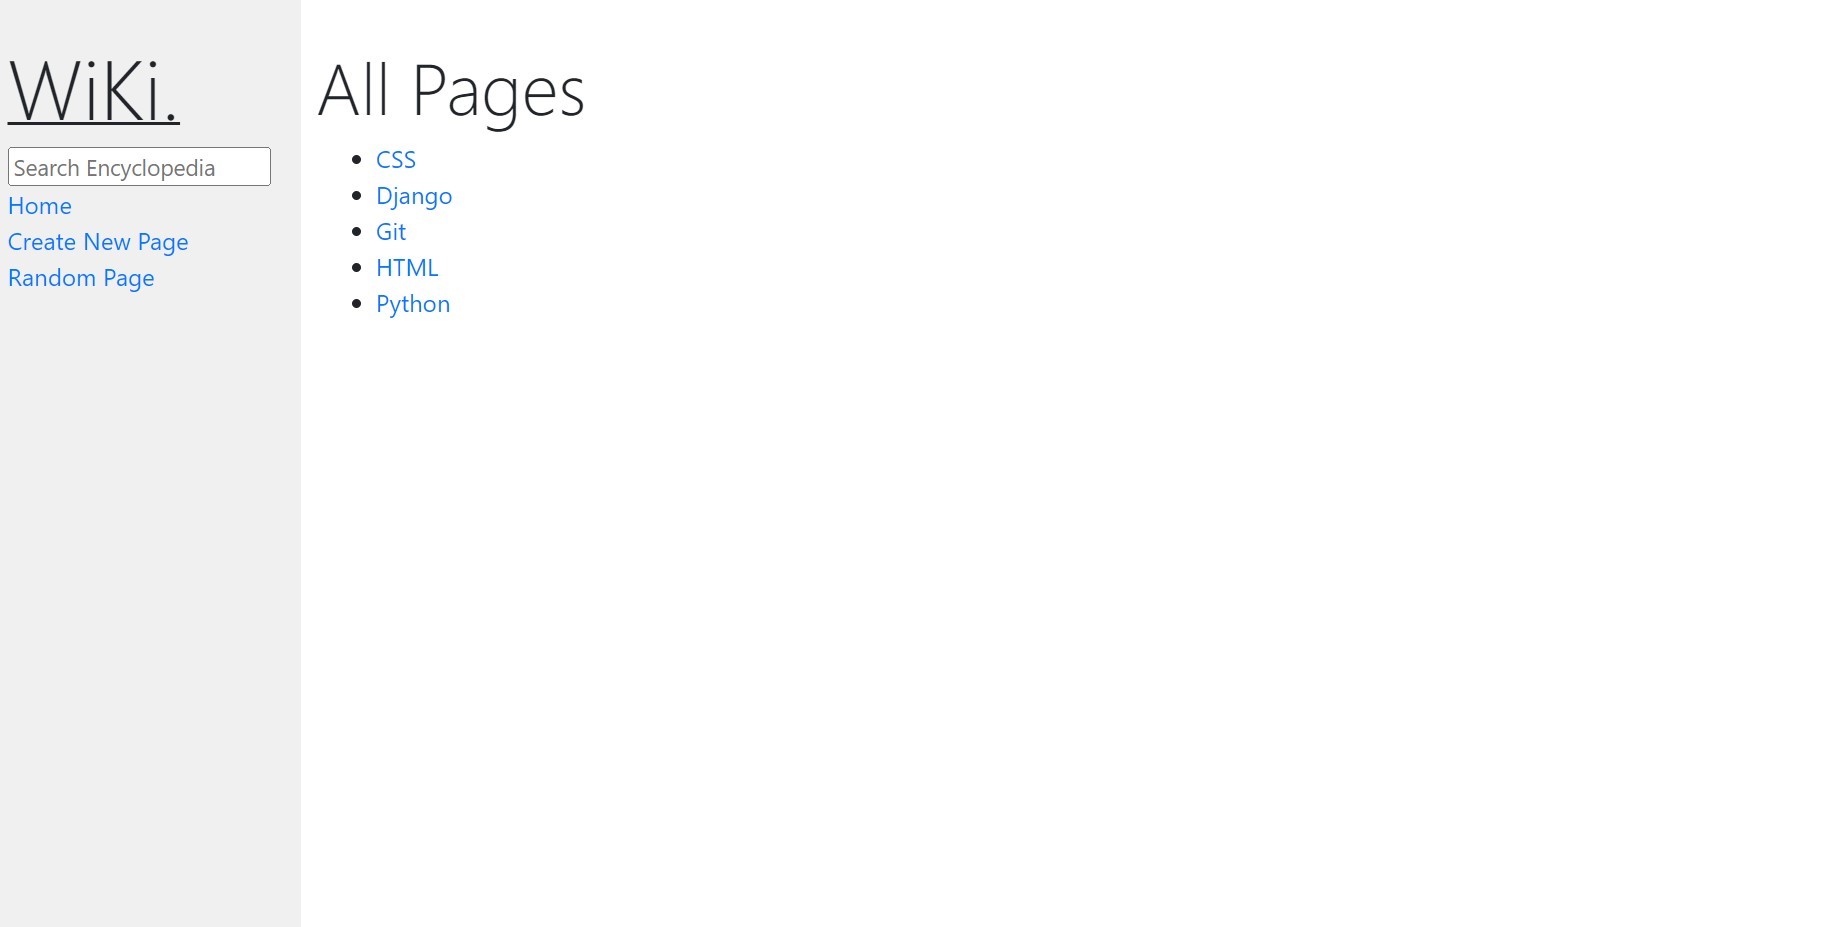 WiKi.
Search Encyclopedia
Home
Create New Page
Random Page
All Pages
CSS
Django
Git
HTML
Python